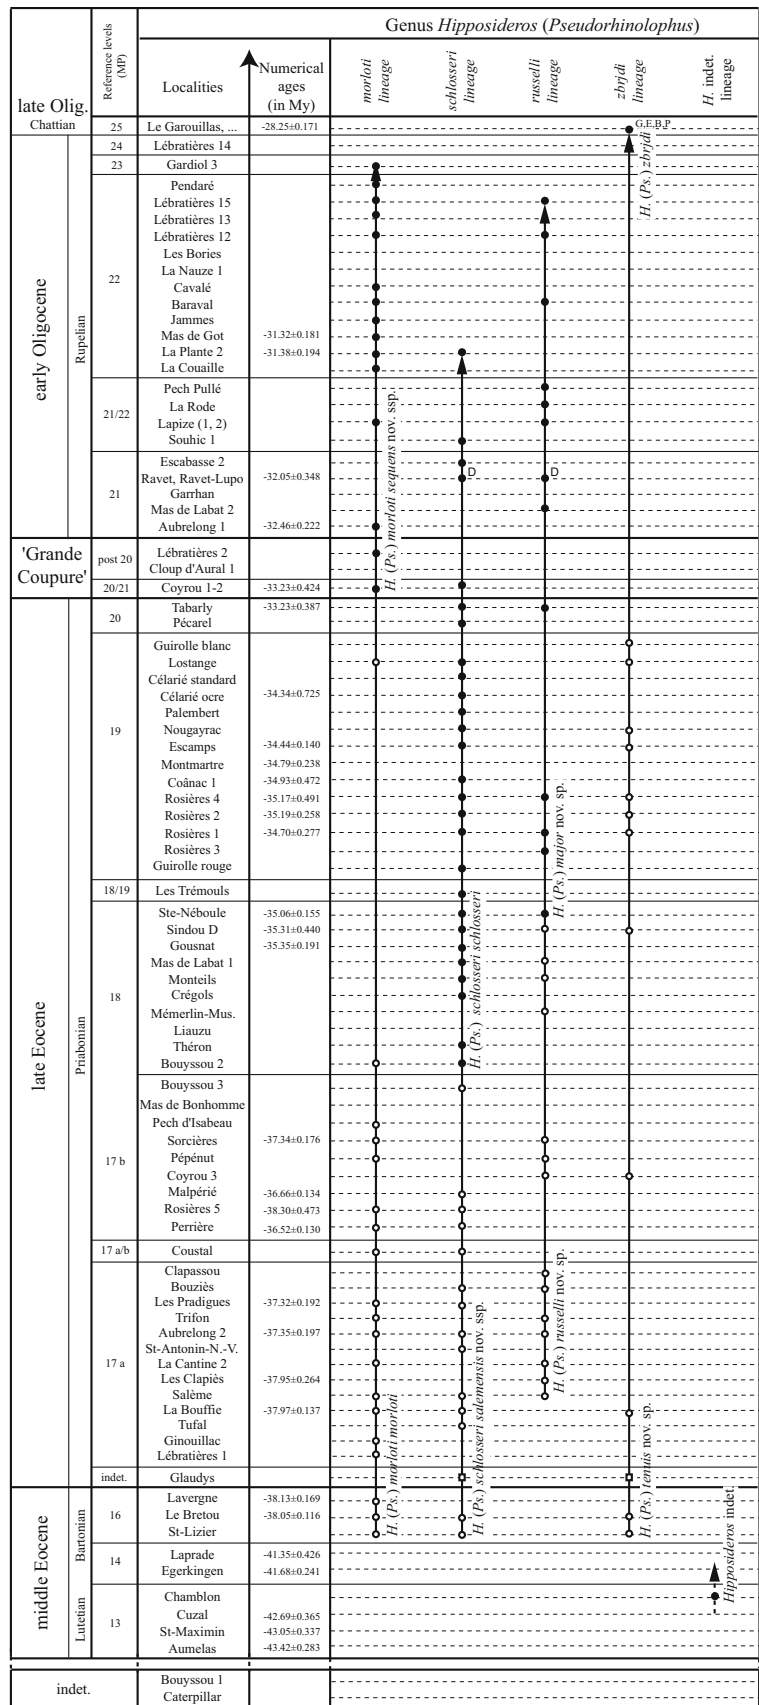 Genus Hipposideros (Pseudorhinolophus)
Reference levels (MP)
Localities
Numerical ages (in My)
morloti lineage
schlosseri lineage
russelli lineage
zbrjdi lineage
H. indet. lineage
late Olig.
Chattian
25 Le Garouillas, ... -28.25±0.171 G,E,B,P
24 Lébratières 14
23 Gardiol 3
early Oligocene
Rupelian
22
Pendaré
Lébratières 15
Lébratières 13
Lébratières 12
Les Bories
La Nauze 1
Cavalé
Baraval
Jammes
Mas de Got -31.32±0.181
La Plante 2 -31.38±0.194
La Couaille
21/22
Pech Pullé
La Rode
Lapize (1, 2)
Souhic 1
21
Escabasse 2
Ravet, Ravet-Lupo -32.05±0.348 D D
Garrhan
Mas de Labat 2
Aubrelong 1 -32.46±0.222
'Grande Coupure'
post 20
Lébratières 2
Cloup d'Aural 1
20/21 Coyrou 1-2 -33.23±0.424
late Eocene
Priabonian
20
Tabarly -33.23±0.387
Pécarel
19
Guirolle blanc
Lostange
Célarié standard
Célarié ocre -34.34±0.725
Palembert
Nougayrac
Escamps -34.44±0.140
Montmartre -34.79±0.238
Coânac 1 -34.93±0.472
Rosières 4 -35.17±0.491
Rosières 2 -35.19±0.258
Rosières 1 -34.70±0.277
Rosières 3
Guirolle rouge
18/19 Les Trémouls
18
Ste-Néboule -35.06±0.155
Sindou D -35.31±0.440
Gousnat -35.35±0.191
Mas de Labat 1
Monteils
Crégols
Mémerlin-Mus.
Liauzu
Théron
Bouyssou 2
17 b
Bouyssou 3
Mas de Bonhomme
Pech d'Isabeau
Sorcières -37.34±0.176
Pépénut
Coyrou 3
Malpérié -36.66±0.134
Rosières 5 -38.30±0.473
Perrière -36.52±0.130
17 a/b Coustal
17 a
Clapassou
Bouziès
Les Pradigues -37.32±0.192
Trifon
Aubrelong 2 -37.35±0.197
St-Antonin-N.-V.
La Cantine 2
Les Clapiès -37.95±0.264
Salème
La Bouffie -37.97±0.137
Tufal
Ginouillac
Lébratières 1
indet. Glaudys
middle Eocene
Bartonian
16
Lavergne -38.13±0.169
Le Bretou -38.05±0.116
St-Lizier
14
Laprade -41.35±0.426
Egerkingen -41.68±0.241
Lutetian
13
Chamblon
Cuzal -42.69±0.365
St-Maximin -43.05±0.337
Aumelas -43.42±0.283
indet.
Bouyssou 1
Caterpillar
H. (Ps.) morloti morloti
H. (Ps.) morloti sequens nov. ssp.
H. (Ps.) schlosseri salemensis nov. ssp.
H. (Ps.) schlosseri schlosseri
H. (Ps.) russelli nov. sp.
H. (Ps.) major nov. sp.
H. (Ps.) tenuis nov. sp.
H. (Ps.) zbrjdi
Hipposideros indet.